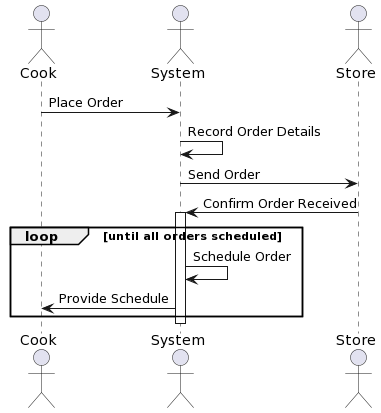 Cook System Store
Place Order
Record Order Details
Send Order
Confirm Order Received
loop [until all orders scheduled]
Schedule Order
Provide Schedule
Cook System Store